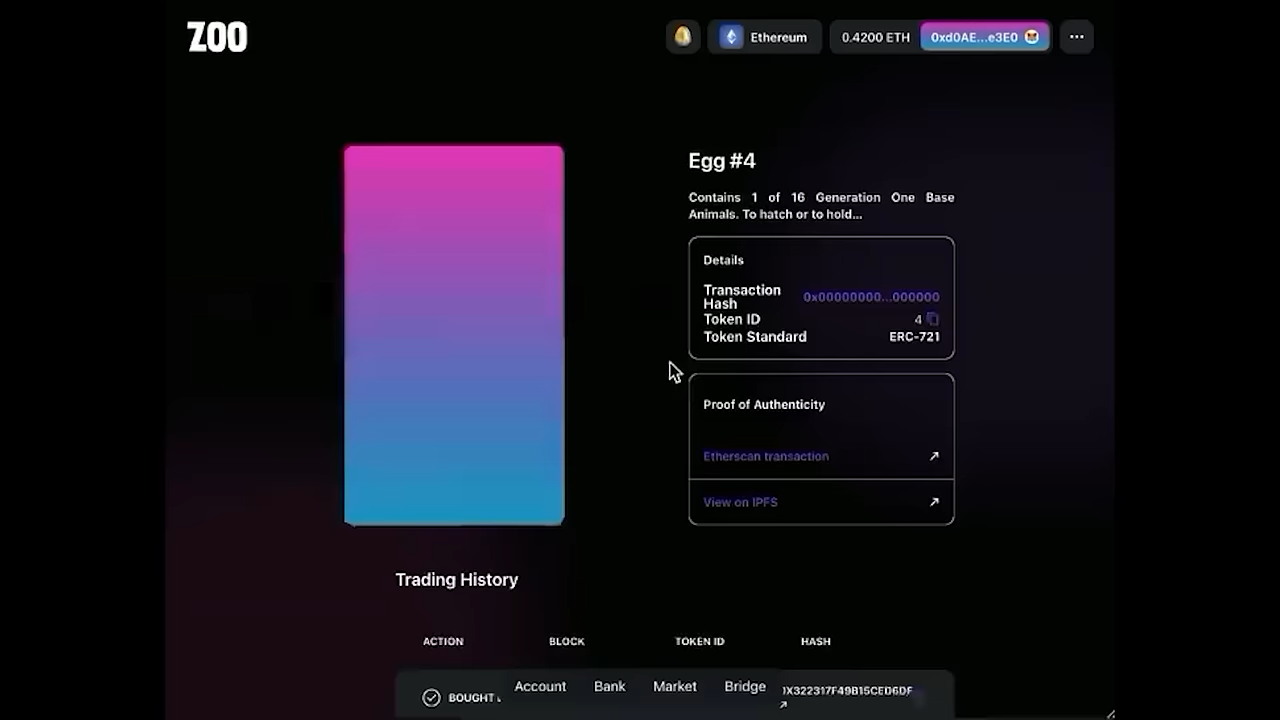 ZOO
Ethereum
0.4200 ETH
0xd0AE...e3E0
Egg #4
Contains 1 of 16 Generation One Base
Animals. To hatch or to hold...
Details
Transaction
Hash
0x00000000...000000
Token ID
4
Token Standard
ERC-721
Proof of Authenticity
Etherscan transaction
View on IPFS
Trading History
ACTION BLOCK TOKEN ID HASH
BOUGHT
Account Bank Market Bridge